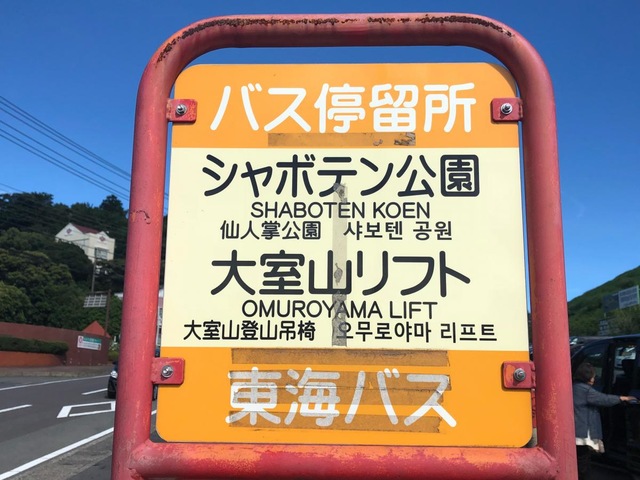 バス停留所
シャボテン公園
SHABOTEN KOEN
仙人掌公園 샤보텐 공원
大室山リフト
OMUROYAMA LIFT
大室山登山吊椅 오무로야마 리프트
東海バス